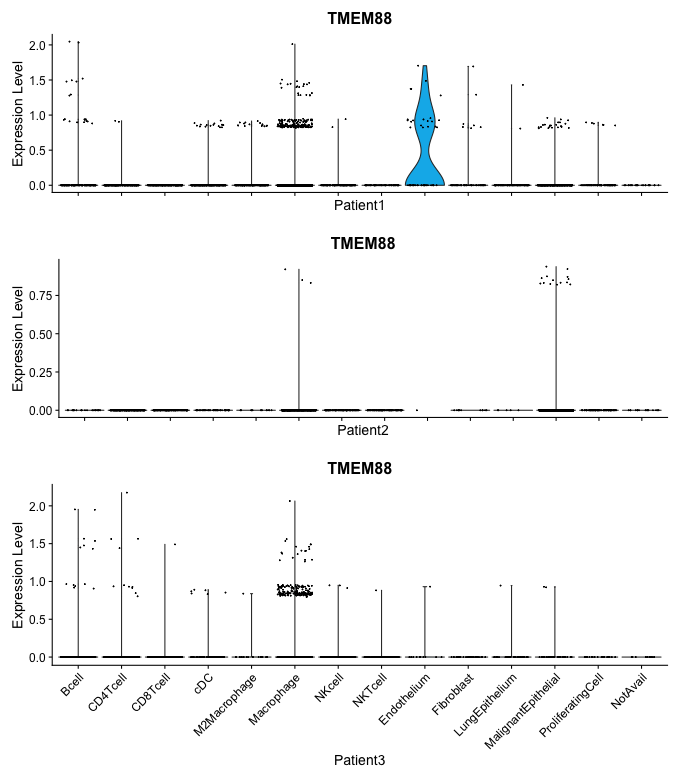 TMEM88
Expression Level
2.0
1.5
1.0
0.5
0.0
Patient1
TMEM88
Expression Level
0.75
0.50
0.25
0.00
Patient2
TMEM88
Expression Level
2.0
1.5
1.0
0.5
0.0
Bcell
CD4Tcell
CD8Tcell
cDC
M2Macrophage
Macrophage
NKcell
NKTcell
Endothelium
Fibroblast
LungEpithelium
MalignantEpithelial
ProliferatingCell
NotAvail
Patient3